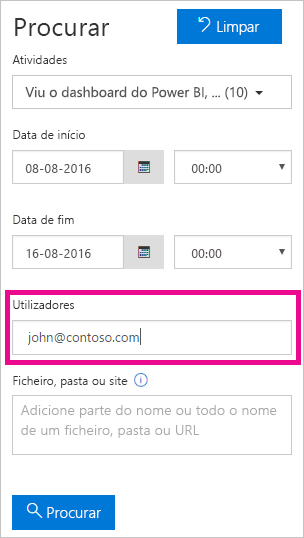 Procurar
Limpar
Atividades
Viu o dashboard do Power BI, ... (10)
Data de início
08-08-2016
00:00
Data de fim
16-08-2016
00:00
Utilizadores
john@contoso.com
Ficheiro, pasta ou site
Adicione parte do nome ou todo o nome
de um ficheiro, pasta ou URL
Procurar